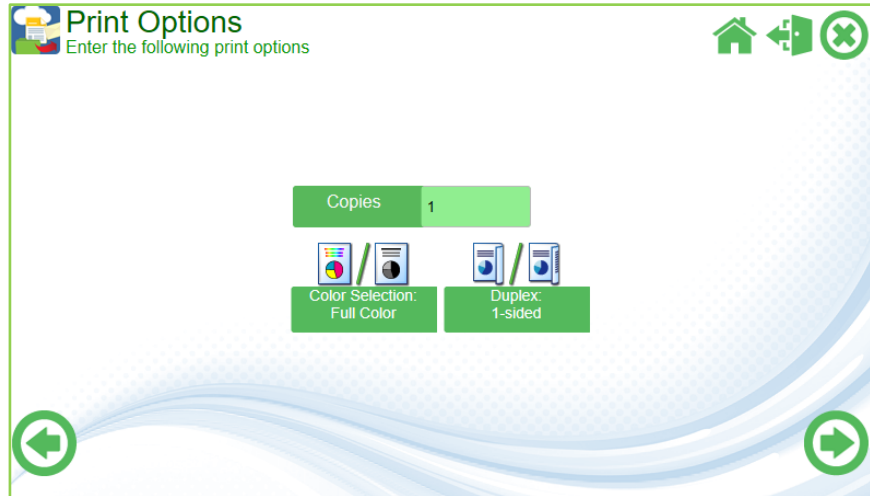 Print Options
Enter the following print options
Copies
1
Color Selection:
Full Color
Duplex:
1-sided